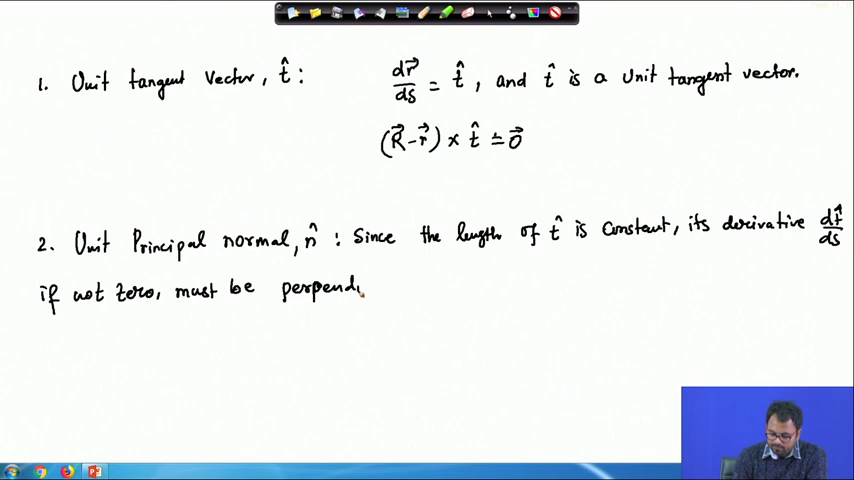 1. Unit tangent vector, t̂ : dr⃗/ds = t̂ , and t̂ is a unit tangent vector.
(R⃗-r⃗) × t̂ = 0⃗
2. Unit Principal normal, n̂ : Since the length of t̂ is constant, its derivative dt̂/ds
if not zero, must be perpendi